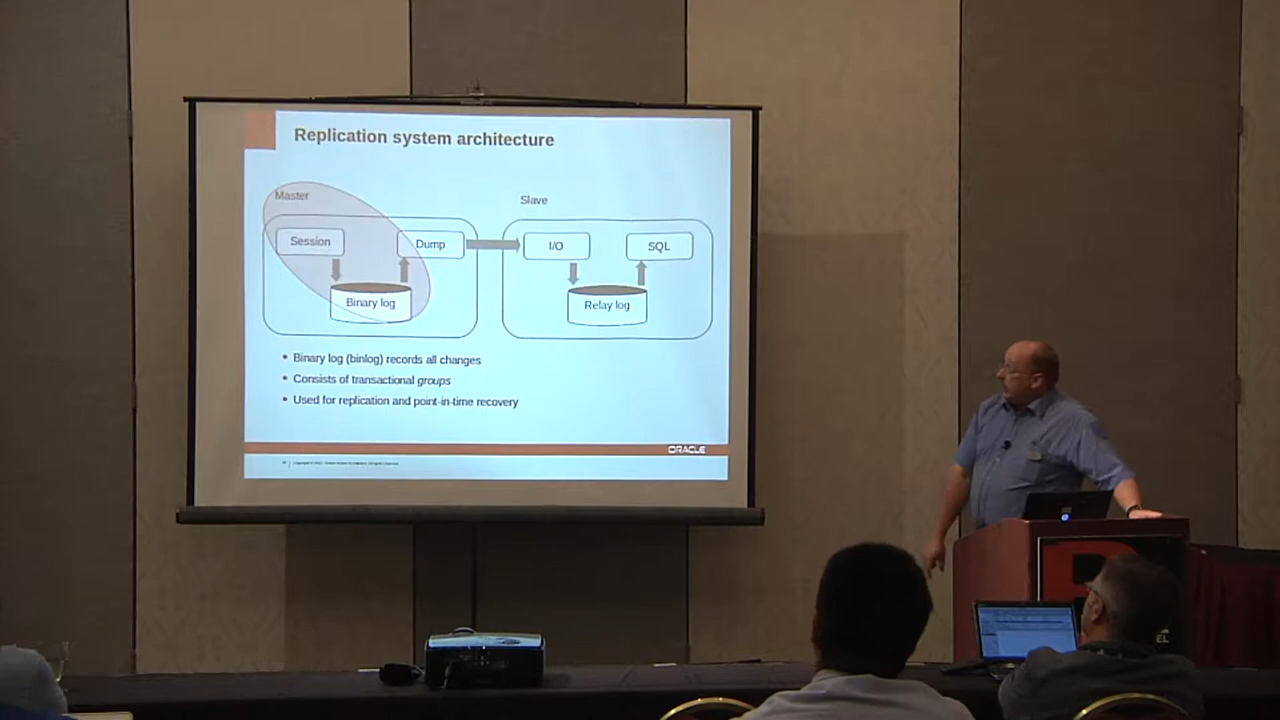 Replication system architecture
Master
Slave
Session
Dump
I/O
SQL
Binary log
Relay log
• Binary log (binlog) records all changes
• Consists of transactional groups
• Used for replication and point-in-time recovery
ORACLE
EL